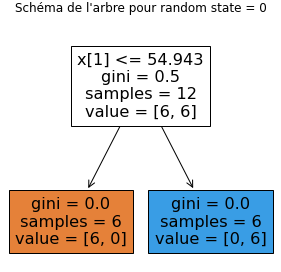 Schéma de l'arbre pour random state = 0
x[1] <= 54.943
gini = 0.5
samples = 12
value = [6, 6]
gini = 0.0
samples = 6
value = [6, 0]
gini = 0.0
samples = 6
value = [0, 6]